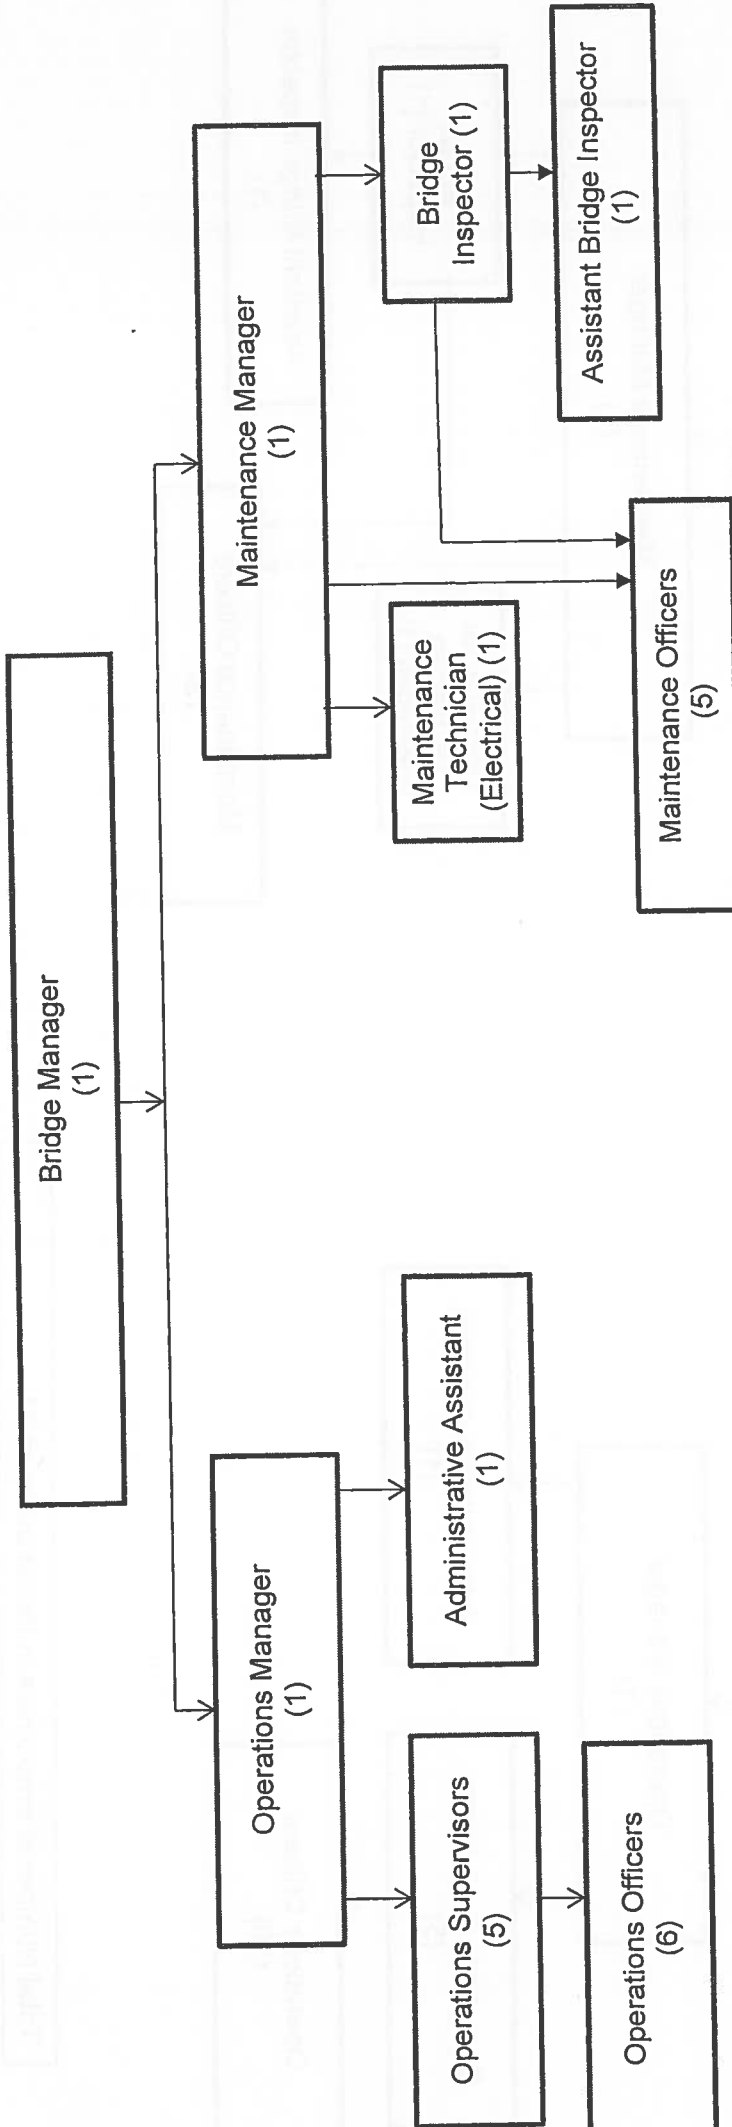 Bridge Manager
(1)
Operations Manager
(1)
Maintenance Manager
(1)
Operations Supervisors
(5)
Administrative Assistant
(1)
Maintenance
Technician
(Electrical) (1)
Bridge
Inspector (1)
Operations Officers
(6)
Maintenance Officers
(5)
Assistant Bridge Inspector
(1)